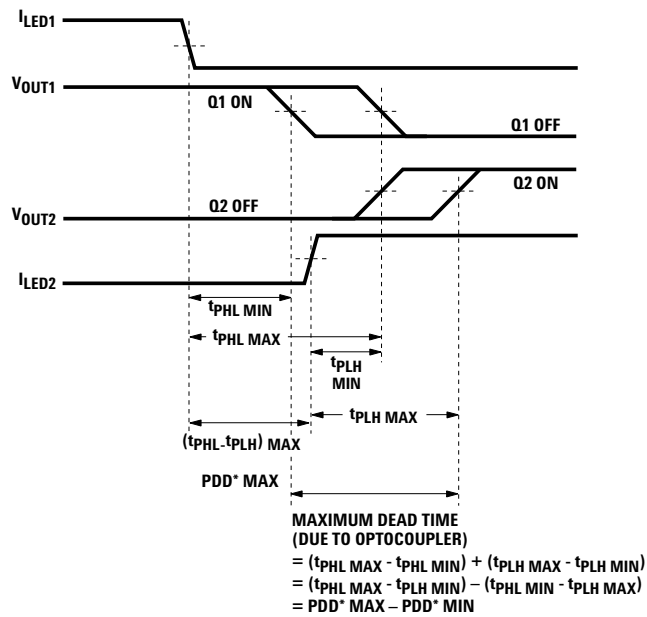 ILED1
VOUT1
Q1 ON
Q1 OFF
Q2 ON
Q2 OFF
VOUT2
ILED2
tPHL MIN
tPHL MAX
tPLH
MIN
tPLH MAX
(tPHL-tPLH) MAX
PDD* MAX
MAXIMUM DEAD TIME
(DUE TO OPTOCOUPLER)
= (tPHL MAX - tPHL MIN) + (tPLH MAX - tPLH MIN)
= (tPHL MAX - tPLH MIN) – (tPHL MIN - tPLH MAX)
= PDD* MAX – PDD* MIN